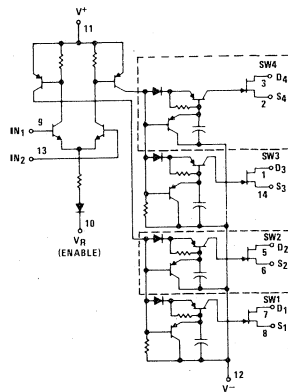 V+
11
SW4
D4
3
S4
2
IN1
9
IN2
13
SW3
D3
1
14
S3
10
VR
(ENABLE)
SW2
D2
5
6
S2
SW1
D1
7
8
S1
12
V−